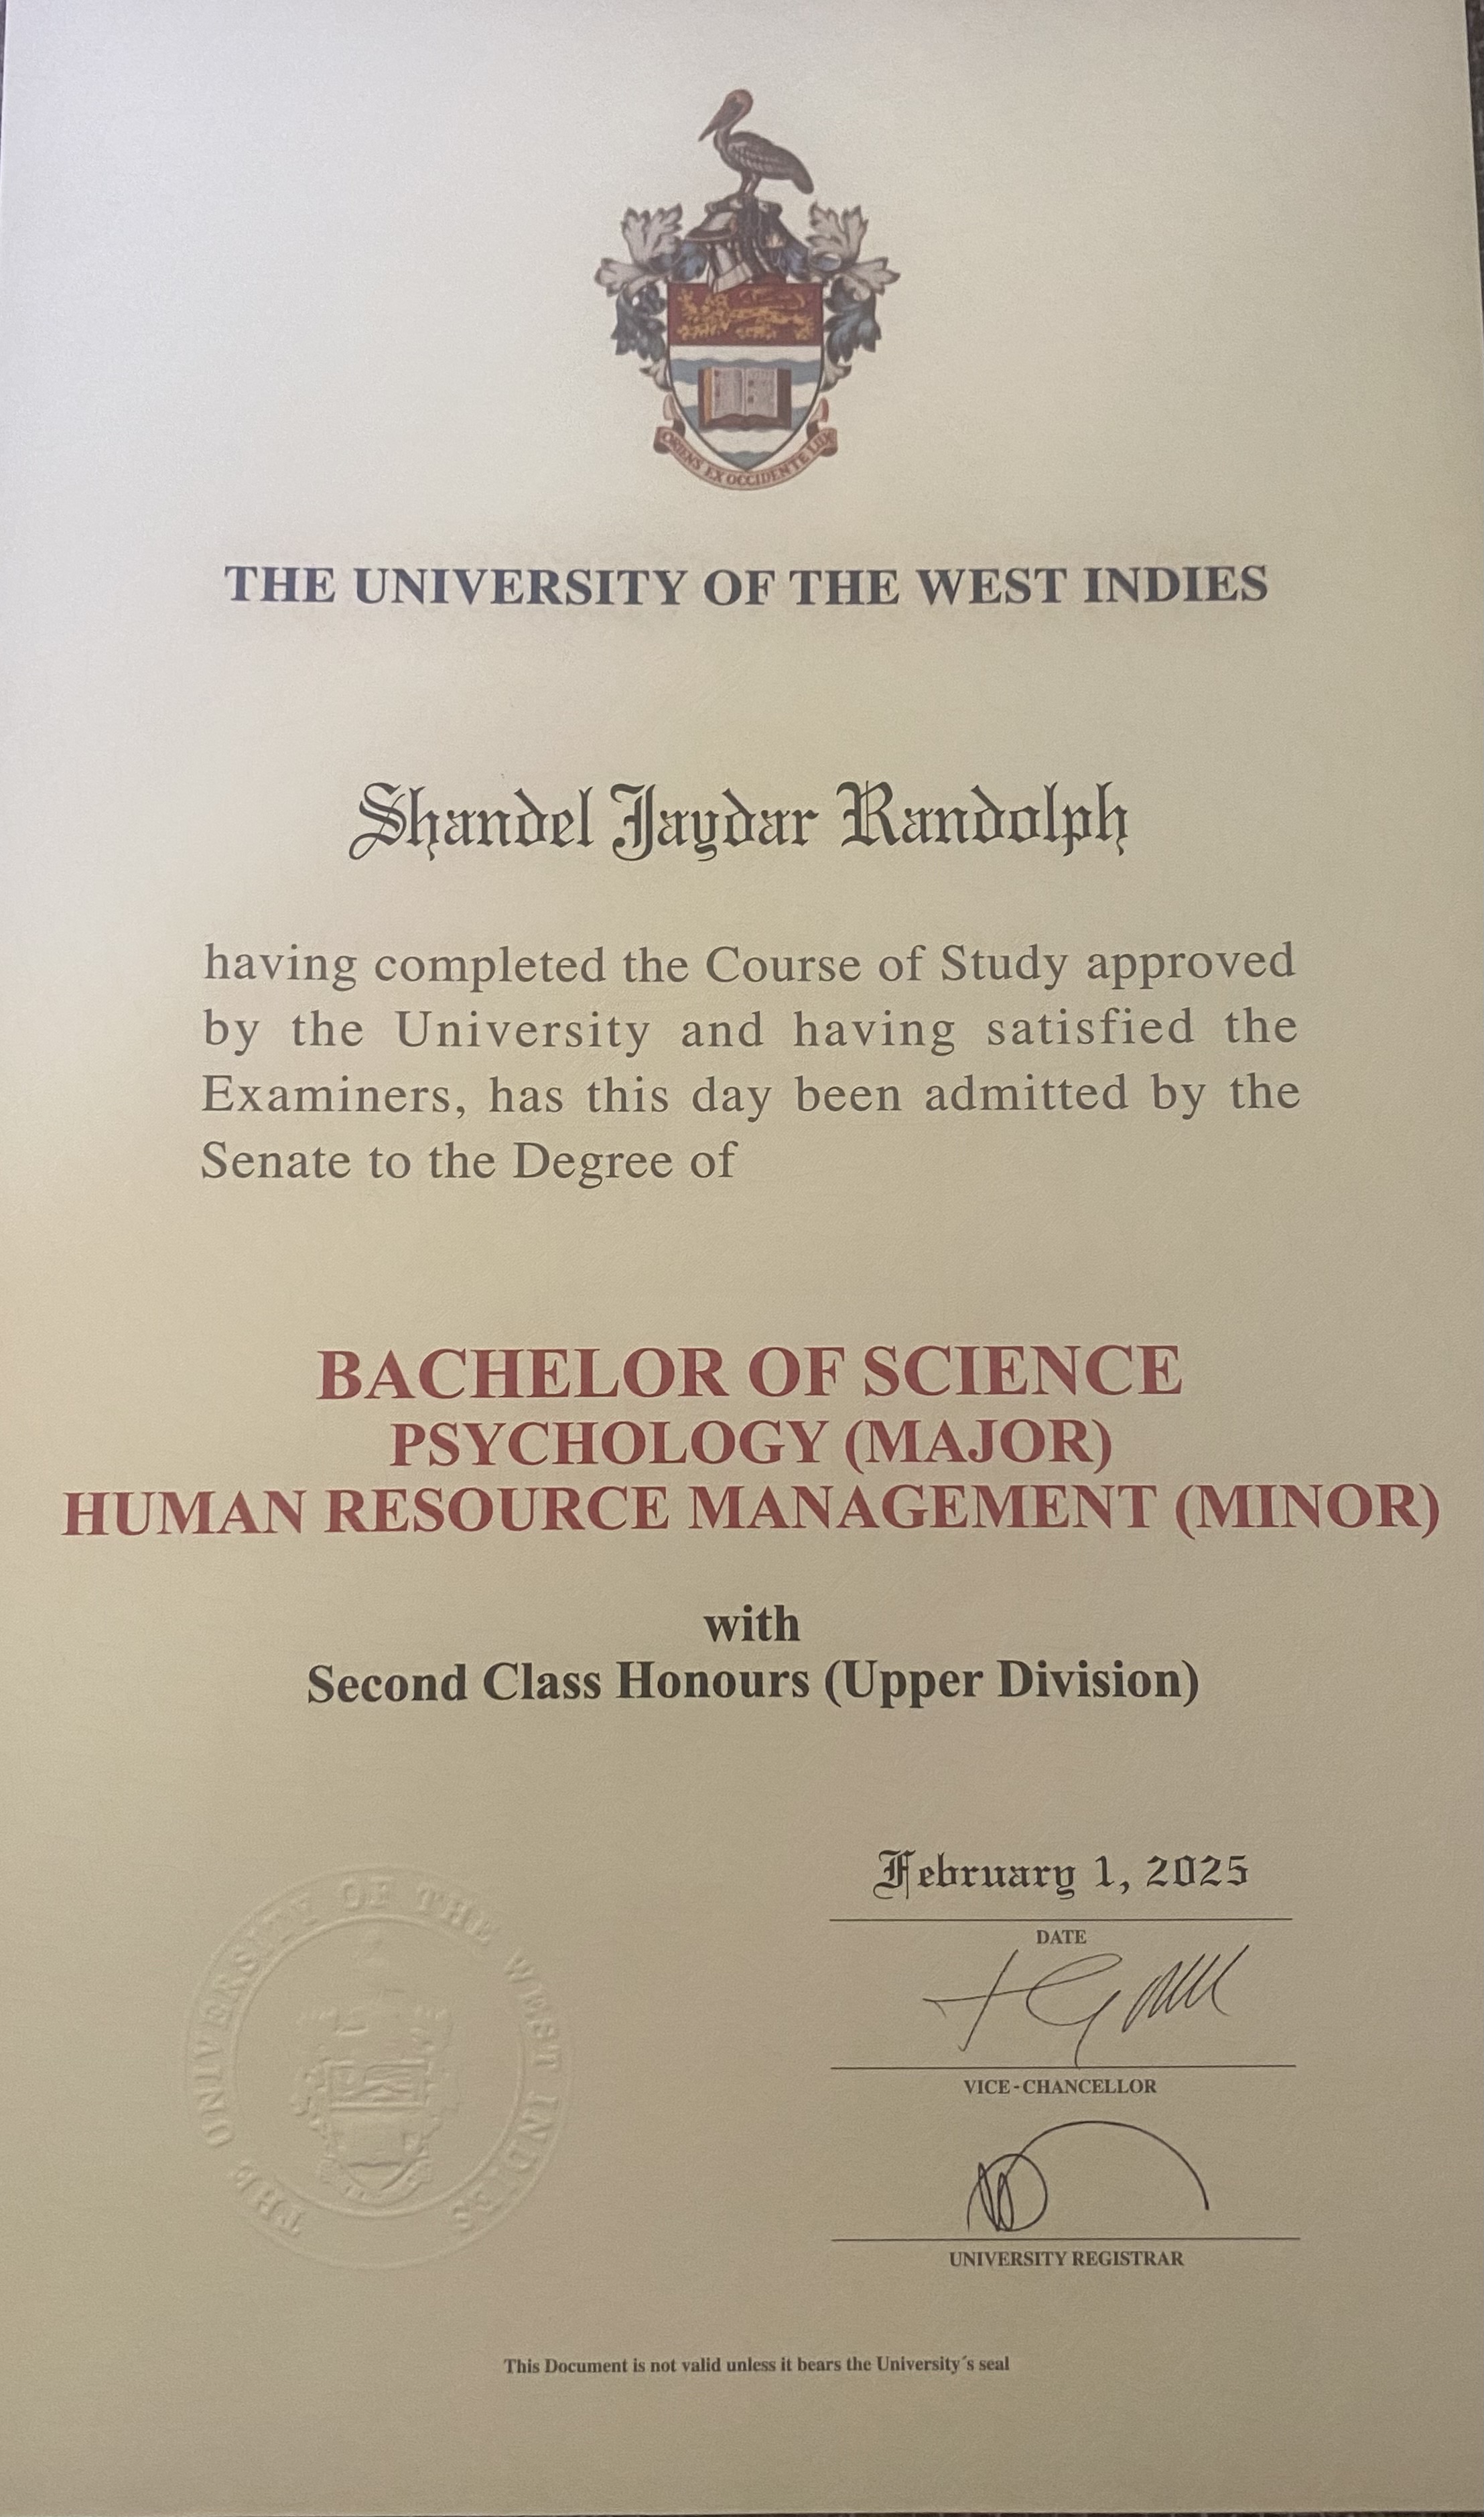 ORIENS EX OCCIDENTE LUX
THE UNIVERSITY OF THE WEST INDIES
Shandel Jaydar Randolph
having completed the Course of Study approved
by the University and having satisfied the
Examiners, has this day been admitted by the
Senate to the Degree of
BACHELOR OF SCIENCE
PSYCHOLOGY (MAJOR)
HUMAN RESOURCE MANAGEMENT (MINOR)
with
Second Class Honours (Upper Division)
February 1, 2025
DATE
VICE-CHANCELLOR
UNIVERSITY REGISTRAR
THE UNIVERSITY OF THE WEST INDIES
This Document is not valid unless it bears the University´s seal